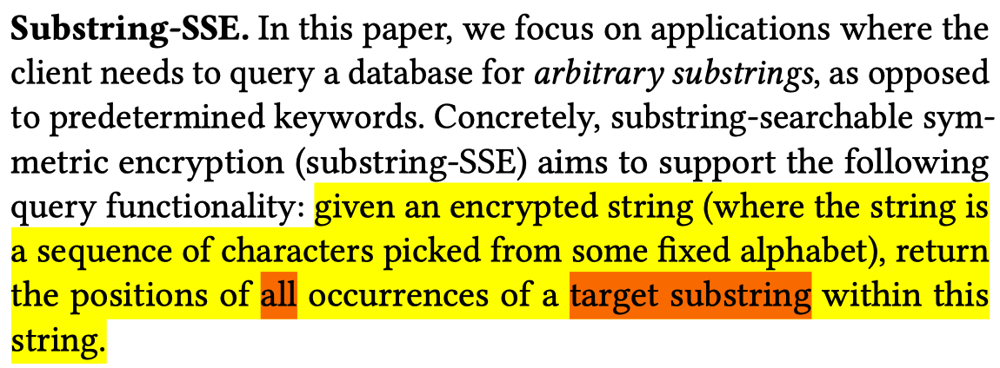 Substring-SSE. In this paper, we focus on applications where the
client needs to query a database for arbitrary substrings, as opposed
to predetermined keywords. Concretely, substring-searchable sym-
metric encryption (substring-SSE) aims to support the following
query functionality: given an encrypted string (where the string is
a sequence of characters picked from some fixed alphabet), return
the positions of all occurrences of a target substring within this
string.